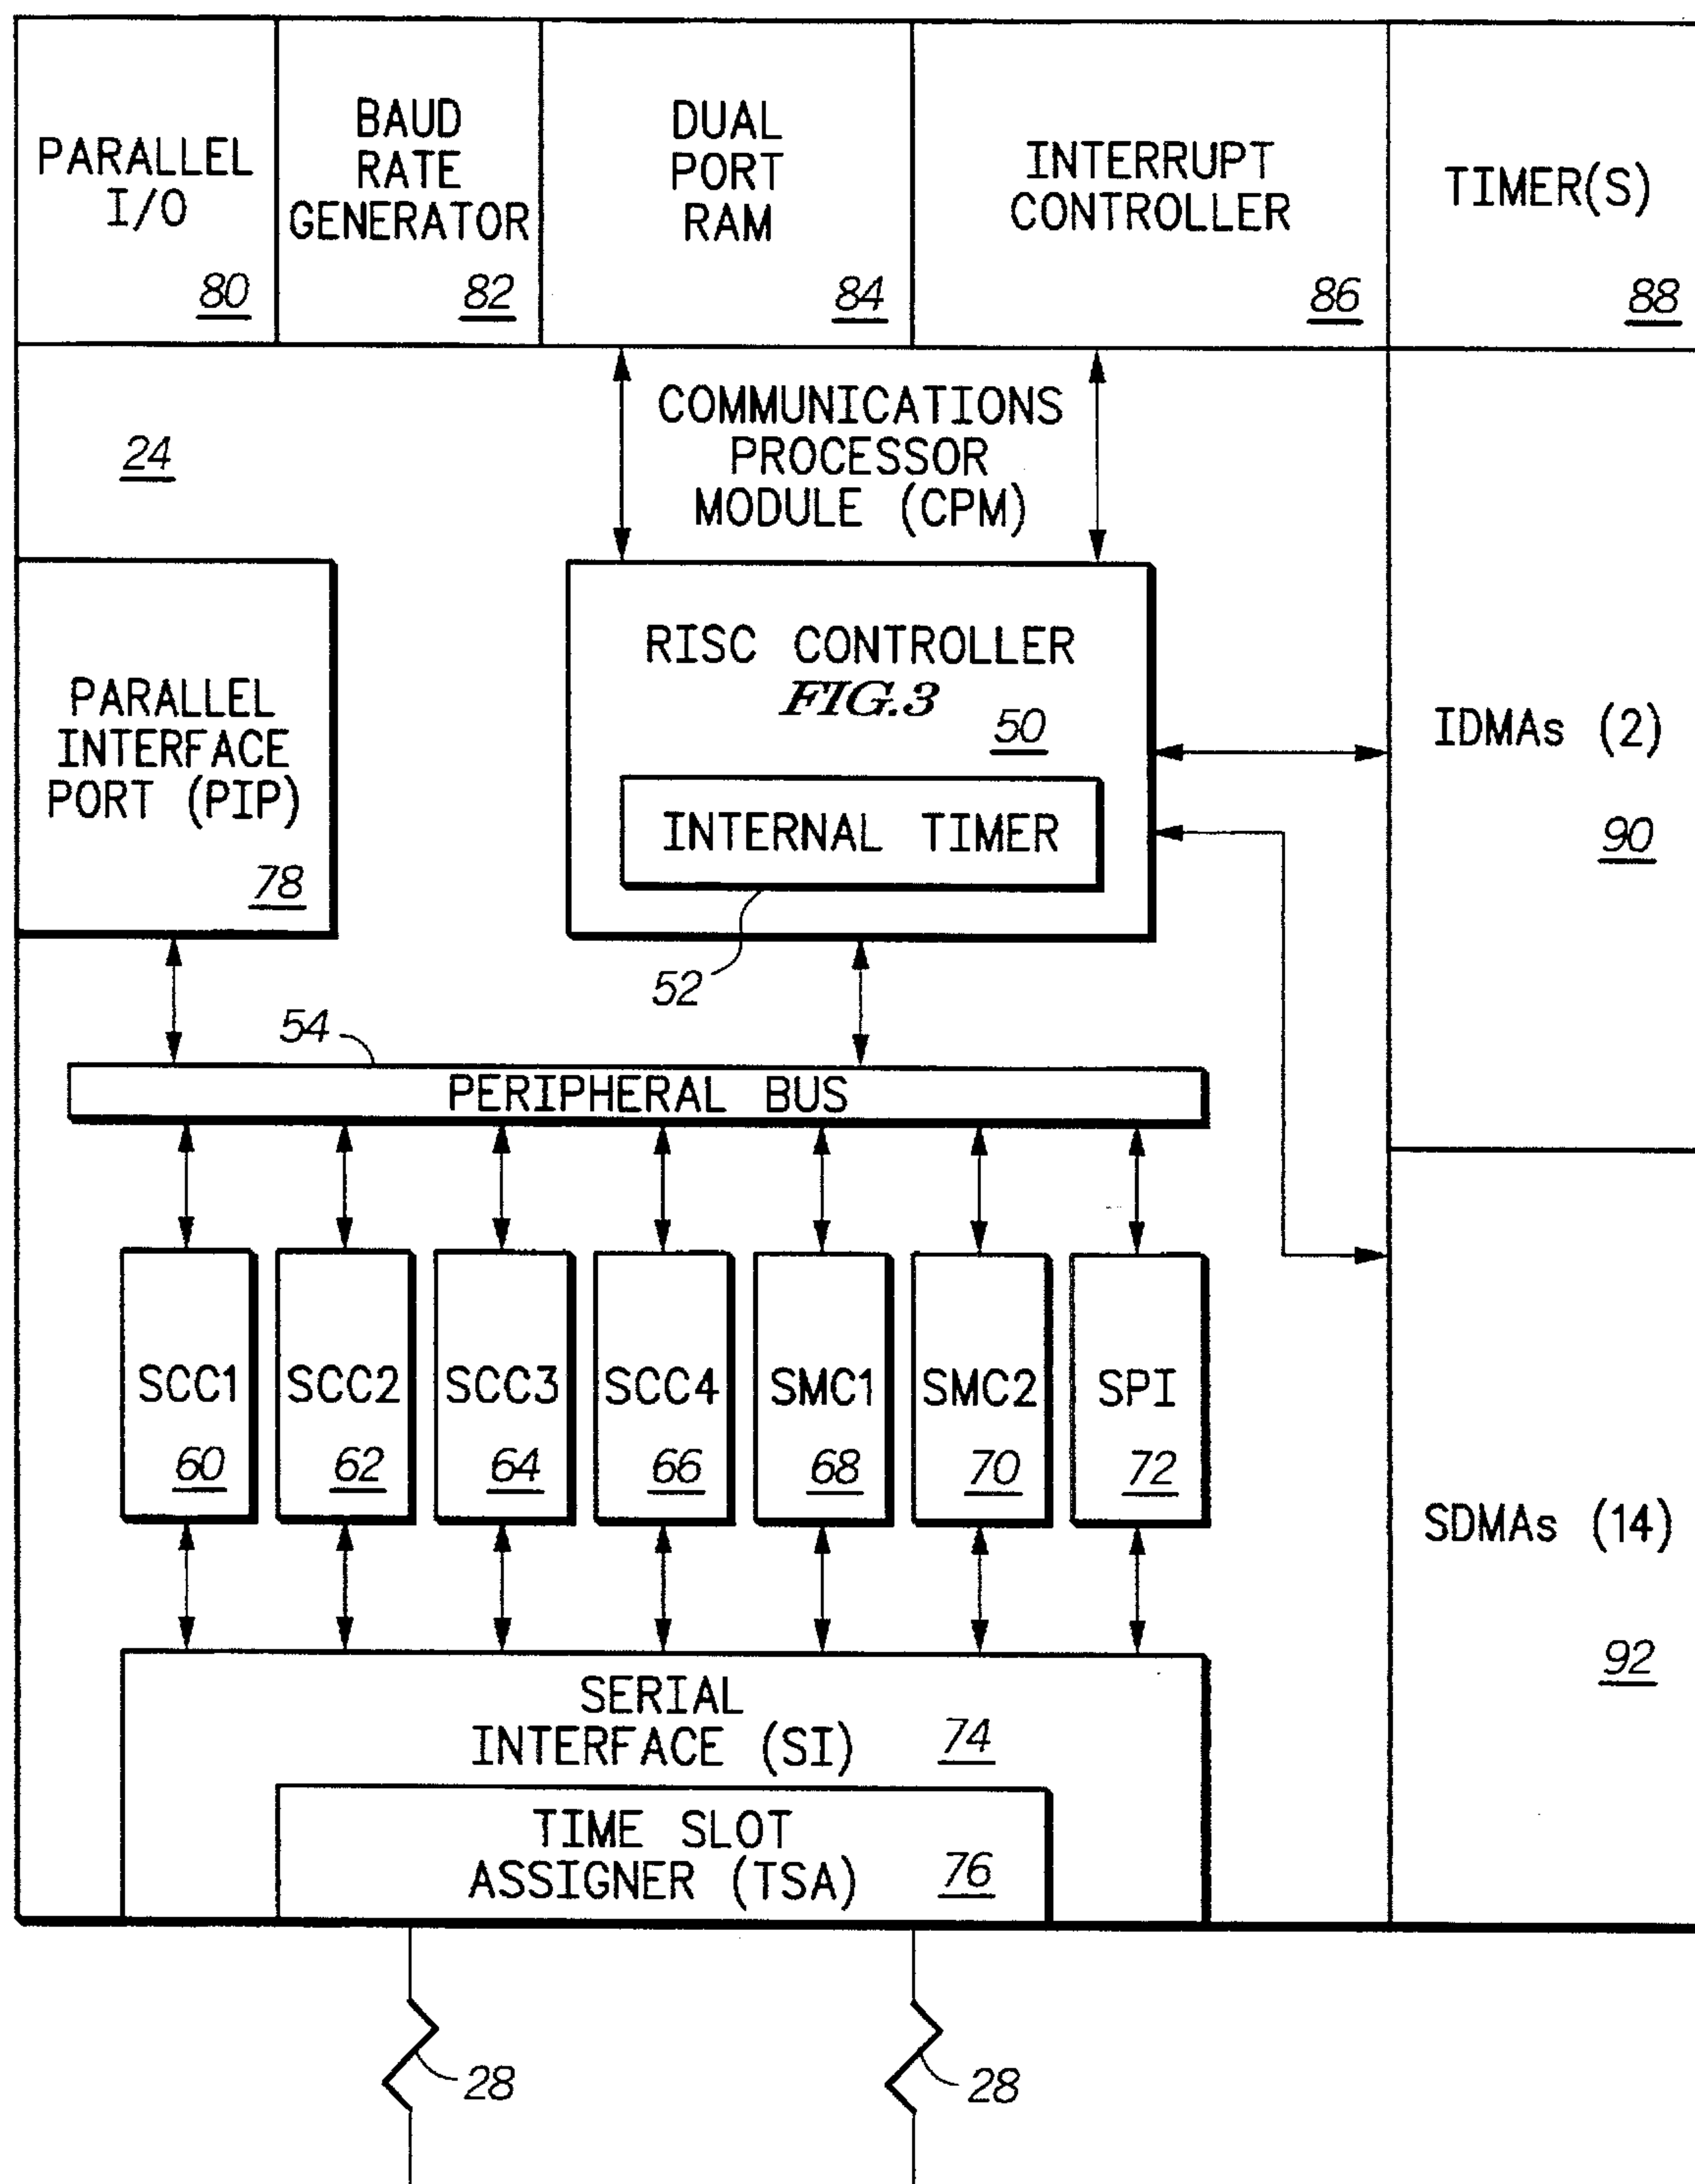 PARALLEL
I/O
80
BAUD
RATE
GENERATOR
82
DUAL
PORT
RAM
84
INTERRUPT
CONTROLLER
86
TIMER(S)
88
24
COMMUNICATIONS
PROCESSOR
MODULE (CPM)
PARALLEL
INTERFACE
PORT (PIP)
78
RISC CONTROLLER
FIG.3
50
INTERNAL TIMER
52
IDMAs (2)
90
54
PERIPHERAL BUS
SCC1
60
SCC2
62
SCC3
64
SCC4
66
SMC1
68
SMC2
70
SPI
72
SDMAs (14)
92
SERIAL
INTERFACE (SI)
74
TIME SLOT
ASSIGNER (TSA)
76
28
28